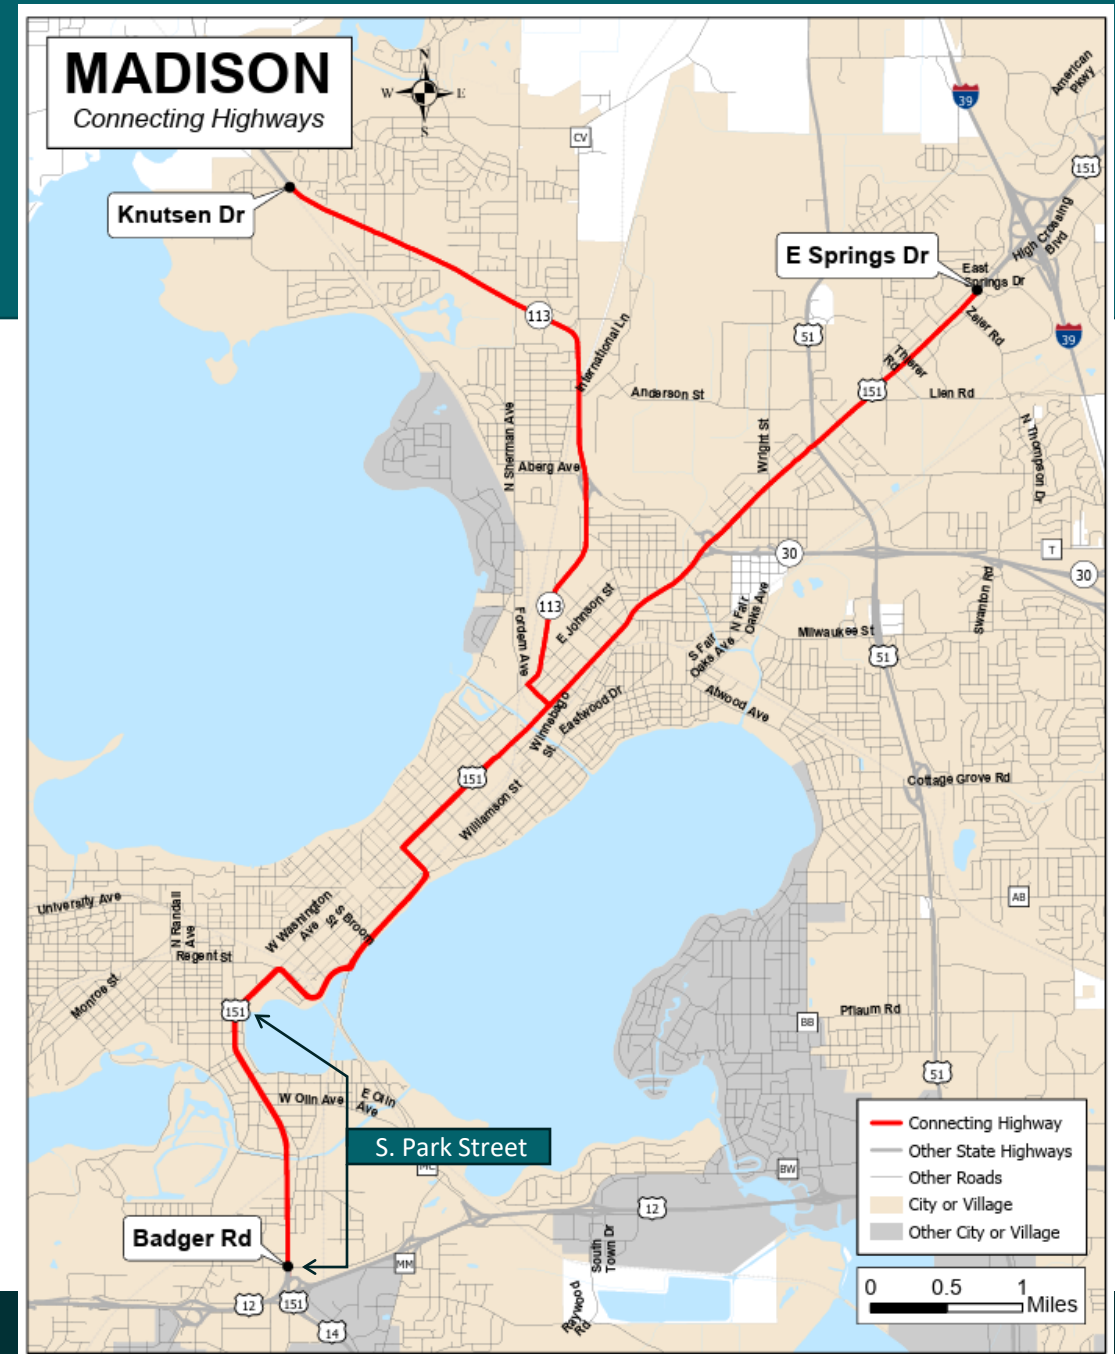 MADISON
Connecting Highways
N
W
E
S
CV
39
American
Pkwy
151
Knutsen Dr
High Crossing
Blvd
E Springs Dr
East
Springs Dr
113
International Ln
51
Zeier Rd
39
Thierer
Rd
151
Anderson St
Lien Rd
N Sherman Ave
Wright St
N Thompson Dr
Aberg Ave
30
T
30
113
E Johnson St
Fordem Ave
N Fair
Oaks Ave
Swanton Rd
S Fair
Oaks Ave
Milwaukee St
51
Winnebago
St
Eastwood Dr
Atwood Ave
151
Williamson St
Cottage Grove Rd
University Ave
N Randall
Ave
W Washington
Ave
S Broom
St
AB
Regent St
Monroe St
151
Pflaum Rd
BB
51
W Olin Ave
E Olin
Ave
S. Park Street
MC
BW
12
Badger Rd
MM
South
Town Dr
12
151
14
Raywood
Rd
Connecting Highway
Other State Highways
Other Roads
City or Village
Other City or Village
0 0.5 1
Miles